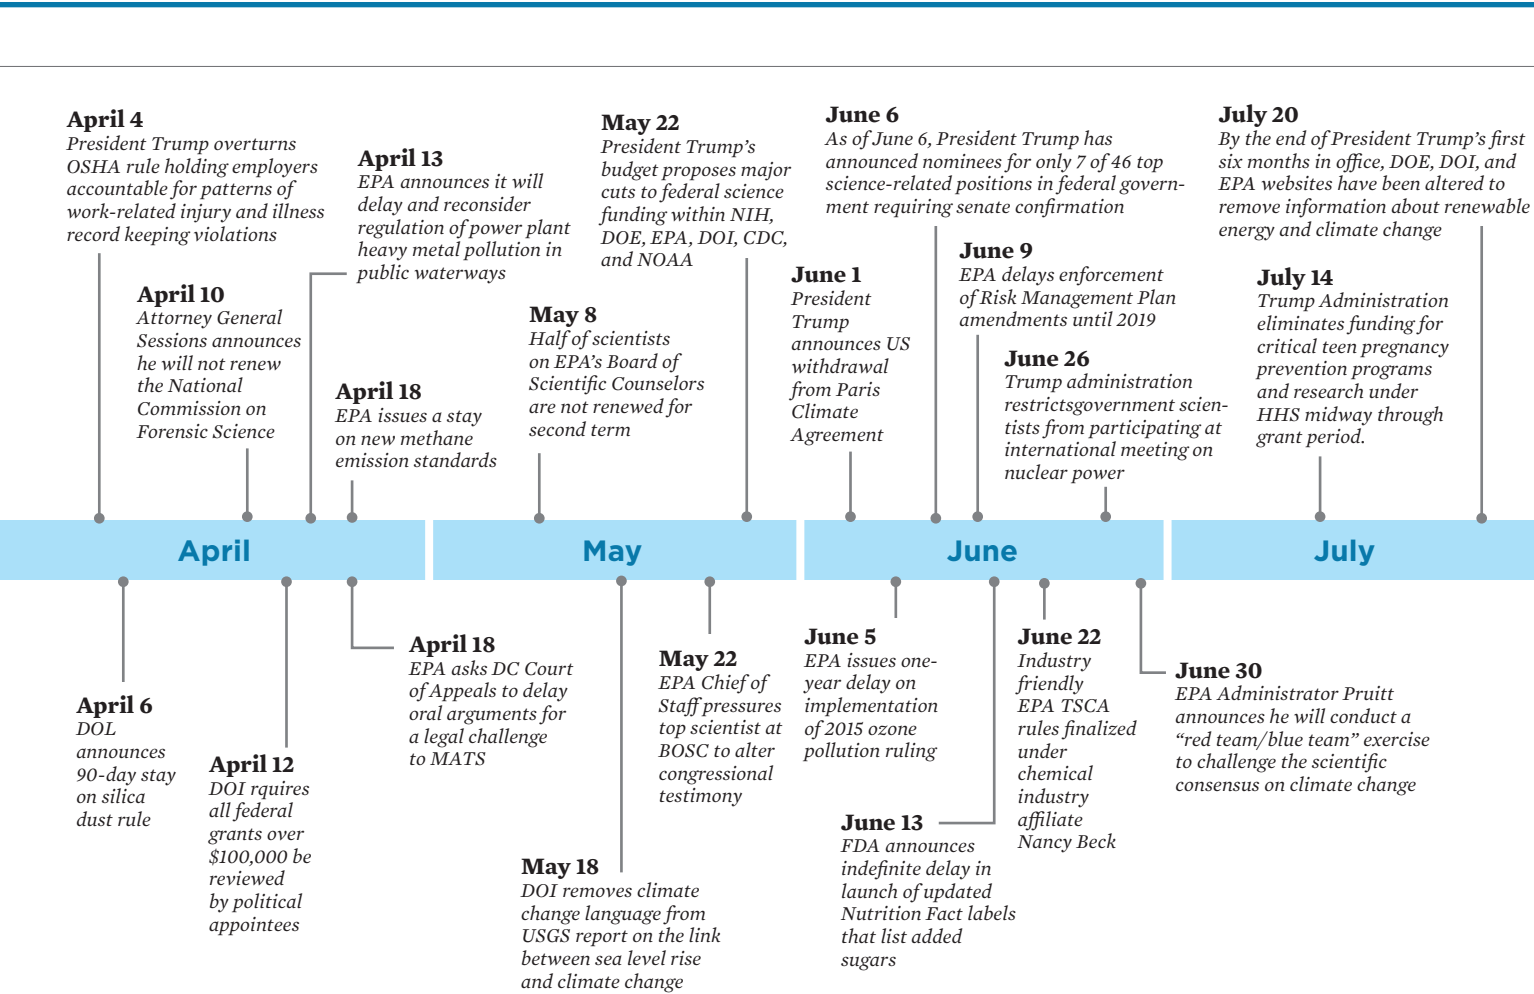 April 4
President Trump overturns
OSHA rule holding employers
accountable for patterns of
work-related injury and illness
record keeping violations
April 10
Attorney General
Sessions announces
he will not renew
the National
Commission on
Forensic Science
April 13
EPA announces it will
delay and reconsider
regulation of power plant
heavy metal pollution in
public waterways
April 18
EPA issues a stay
on new methane
emission standards
May 8
Half of scientists
on EPA's Board of
Scientific Counselors
are not renewed for
second term
May 22
President Trump's
budget proposes major
cuts to federal science
funding within NIH,
DOE, EPA, DOI, CDC,
and NOAA
June 1
President
Trump
announces US
withdrawal
from Paris
Climate
Agreement
June 6
As of June 6, President Trump has
announced nominees for only 7 of 46 top
science-related positions in federal govern-
ment requiring senate confirmation
June 9
EPA delays enforcement
of Risk Management Plan
amendments until 2019
June 26
Trump administration
restrictsgovernment scien-
tists from participating at
international meeting on
nuclear power
July 20
By the end of President Trump's first
six months in office, DOE, DOI, and
EPA websites have been altered to
remove information about renewable
energy and climate change
July 14
Trump Administration
eliminates funding for
critical teen pregnancy
prevention programs
and research under
HHS midway through
grant period.
April
May
June
July
April 6
DOL
announces
90-day stay
on silica
dust rule
April 12
DOI rquires
all federal
grants over
$100,000 be
reviewed
by political
appointees
April 18
EPA asks DC Court
of Appeals to delay
oral arguments for
a legal challenge
to MATS
May 18
DOI removes climate
change language from
USGS report on the link
between sea level rise
and climate change
May 22
EPA Chief of
Staff pressures
top scientist at
BOSC to alter
congressional
testimony
June 5
EPA issues one-
year delay on
implementation
of 2015 ozone
pollution ruling
June 13
FDA announces
indefinite delay in
launch of updated
Nutrition Fact labels
that list added
sugars
June 22
Industry
friendly
EPA TSCA
rules finalized
under
chemical
industry
affiliate
Nancy Beck
June 30
EPA Administrator Pruitt
announces he will conduct a
"red team/blue team" exercise
to challenge the scientific
consensus on climate change